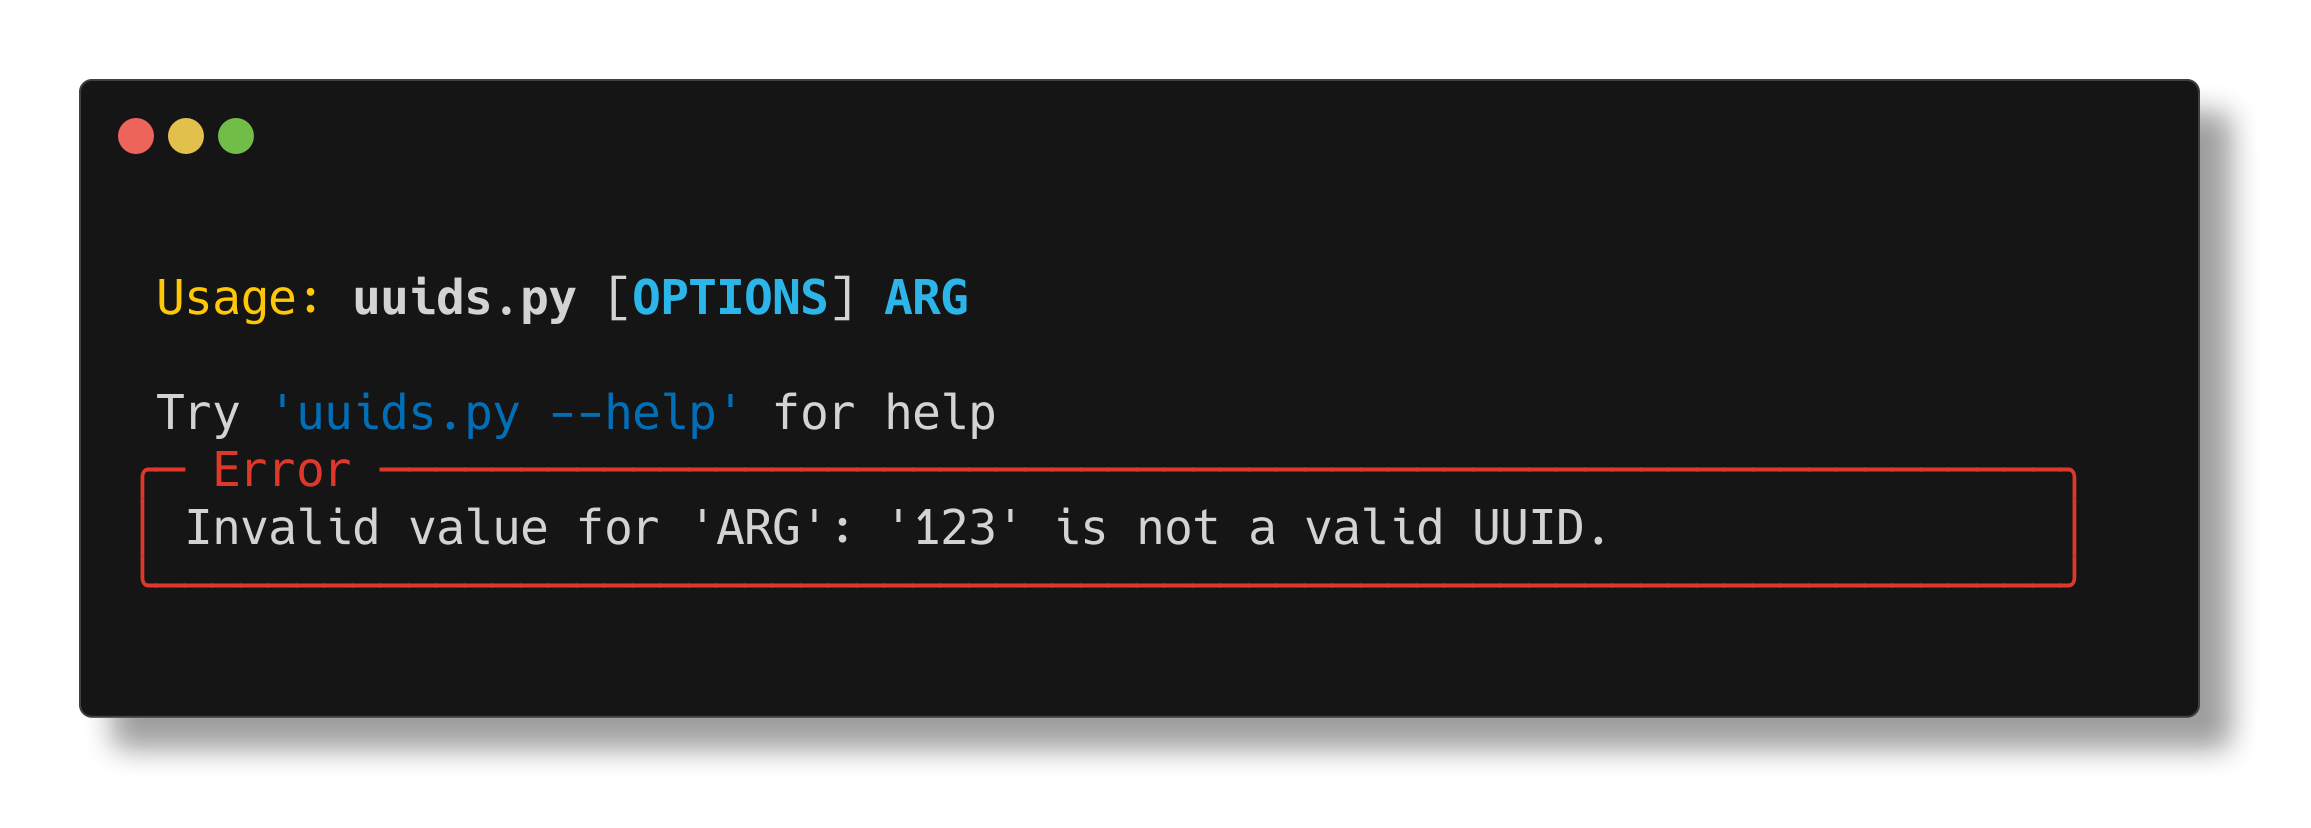 Usage: uuids.py [OPTIONS] ARG
Try 'uuids.py --help' for help
Error
Invalid value for 'ARG': '123' is not a valid UUID.